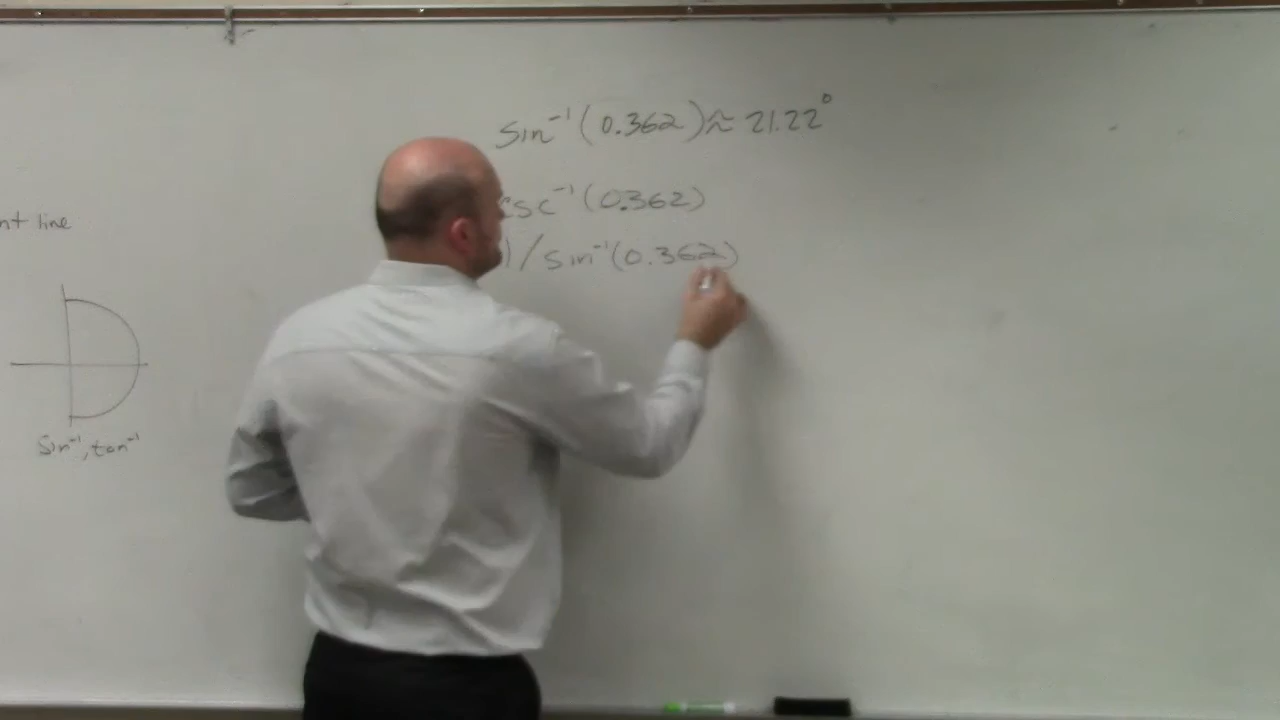 sin⁻¹(0.362) ≈ 21.22°
csc⁻¹(0.362)
1/sin⁻¹(0.362)
nt line
Sin⁻¹, tan⁻¹